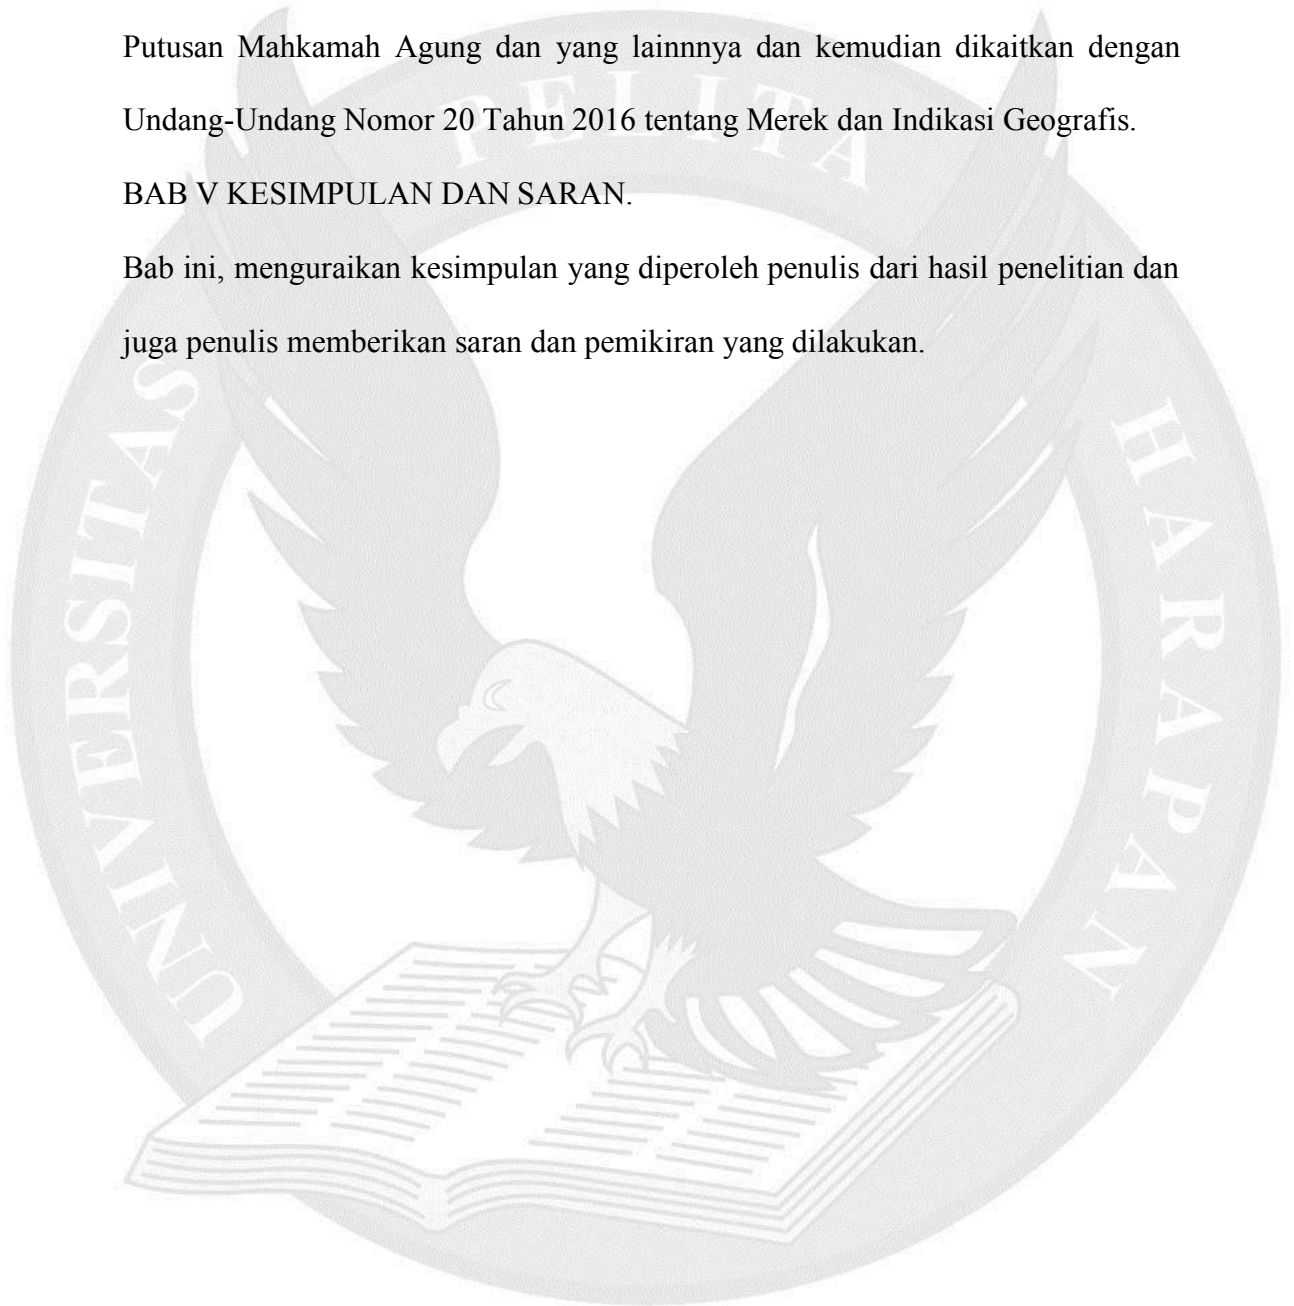 Putusan Mahkamah Agung dan yang lainnnya dan kemudian dikaitkan dengan
Undang-Undang Nomor 20 Tahun 2016 tentang Merek dan Indikasi Geografis.
BAB V KESIMPULAN DAN SARAN.
Bab ini, menguraikan kesimpulan yang diperoleh penulis dari hasil penelitian dan
juga penulis memberikan saran dan pemikiran yang dilakukan.
UNIVERSITAS PELITA HARAPAN